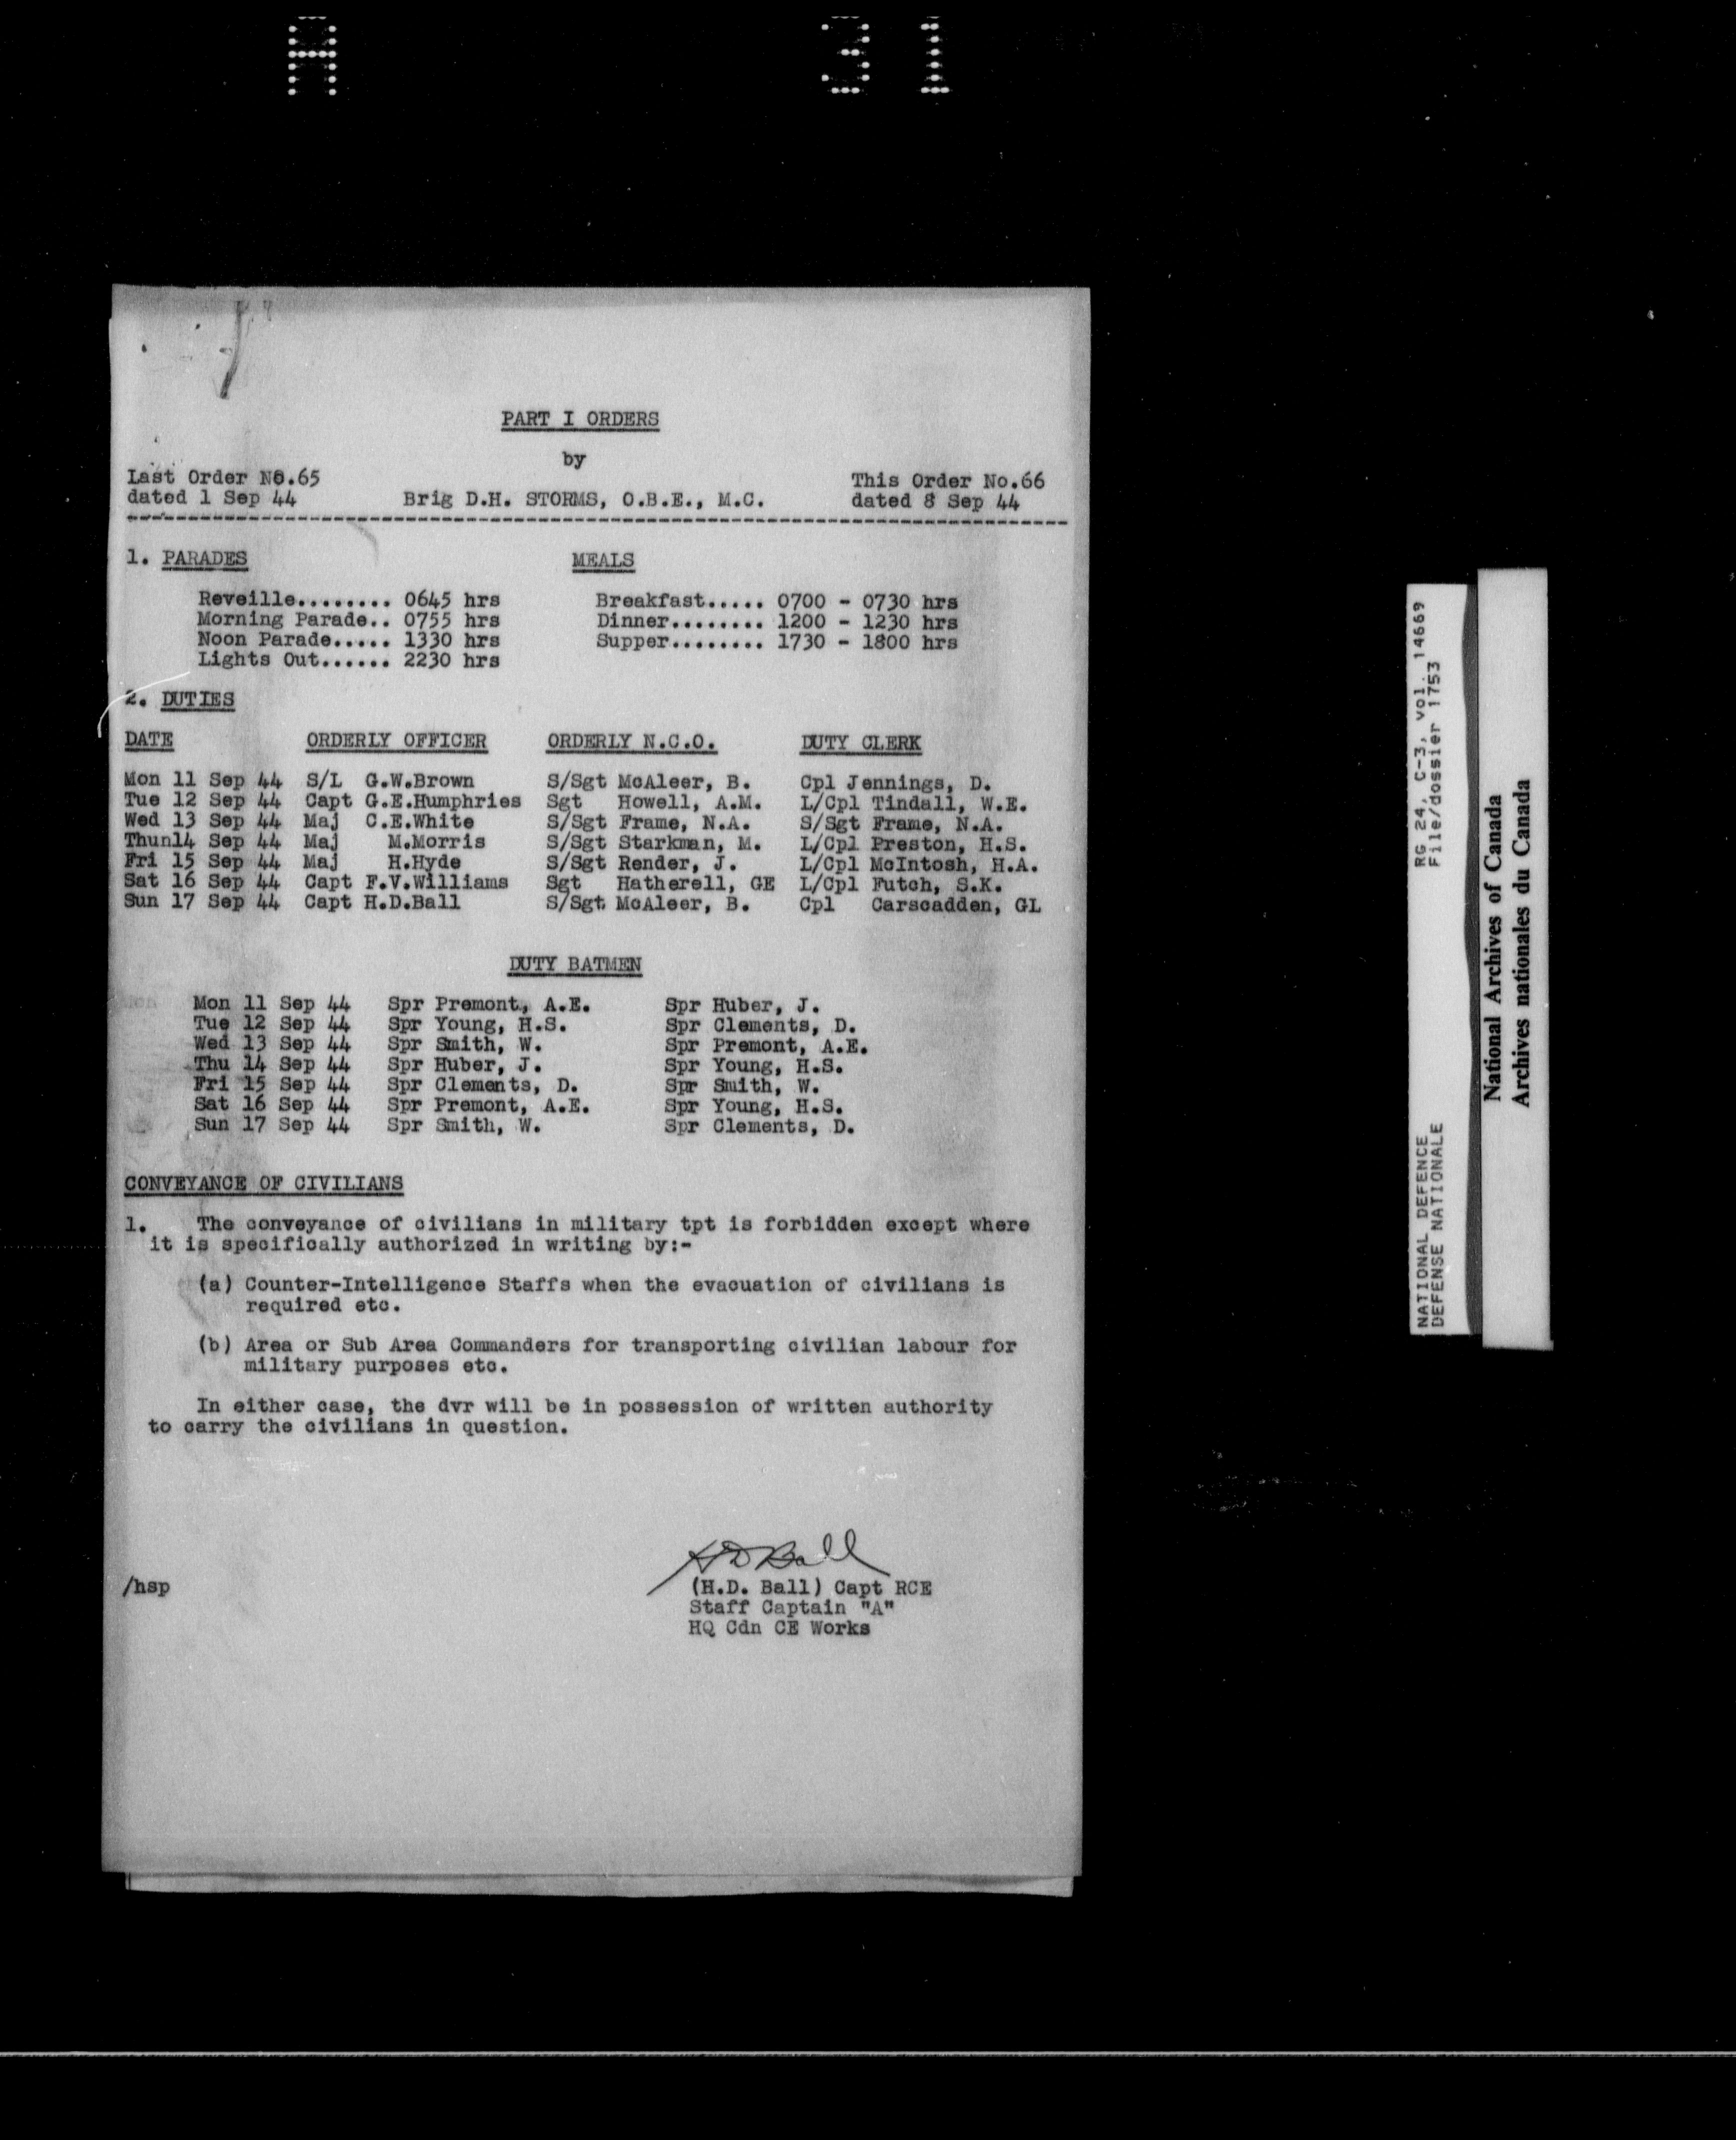 A 31
PART I ORDERS
by
Last Order No.65 This Order No.66
dated 1 Sep 44 Brig D.H. STORMS, O.B.E., M.C. dated 8 Sep 44
1. PARADES MEALS
Reveille........ 0645 hrs Breakfast..... 0700 - 0730 hrs
Morning Parade.. 0755 hrs Dinner........ 1200 - 1230 hrs
Noon Parade..... 1330 hrs Supper........ 1730 - 1800 hrs
Lights Out...... 2230 hrs
2. DUTIES
DATE ORDERLY OFFICER ORDERLY N.C.O. DUTY CLERK
Mon 11 Sep 44 S/L G.W.Brown S/Sgt McAleer, B. Cpl Jennings, D.
Tue 12 Sep 44 Capt G.E.Humphries Sgt Howell, A.M. L/Cpl Tindall, W.E.
Wed 13 Sep 44 Maj C.E.White S/Sgt Frame, N.A. S/Sgt Frame, N.A.
Thun14 Sep 44 Maj M.Morris S/Sgt Starkman, M. L/Cpl Preston, H.S.
Fri 15 Sep 44 Maj H.Hyde S/Sgt Render, J. L/Cpl McIntosh, H.A.
Sat 16 Sep 44 Capt F.V.Williams Sgt Hatherell, GE L/Cpl Futch, S.K.
Sun 17 Sep 44 Capt H.D.Ball S/Sgt McAleer, B. Cpl Carscadden, GL
DUTY BATMEN
Mon 11 Sep 44 Spr Premont, A.E. Spr Huber, J.
Tue 12 Sep 44 Spr Young, H.S. Spr Clements, D.
Wed 13 Sep 44 Spr Smith, W. Spr Premont, A.E.
Thu 14 Sep 44 Spr Huber, J. Spr Young, H.S.
Fri 15 Sep 44 Spr Clements, D. Spr Smith, W.
Sat 16 Sep 44 Spr Premont, A.E. Spr Young, H.S.
Sun 17 Sep 44 Spr Smith, W. Spr Clements, D.
CONVEYANCE OF CIVILIANS
1. The conveyance of civilians in military tpt is forbidden except where
it is specifically authorized in writing by:-
(a) Counter-Intelligence Staffs when the evacuation of civilians is
required etc.
(b) Area or Sub Area Commanders for transporting civilian labour for
military purposes etc.
In either case, the dvr will be in possession of written authority
to carry the civilians in question.
HD Ball
/hsp (H.D. Ball) Capt RCE
Staff Captain "A"
HQ Cdn CE Works
NATIONAL DEFENCE RG 24, C-3, vol. 14669
DEFENSE NATIONALE File/dossier 1753
National Archives of Canada
Archives nationales du Canada